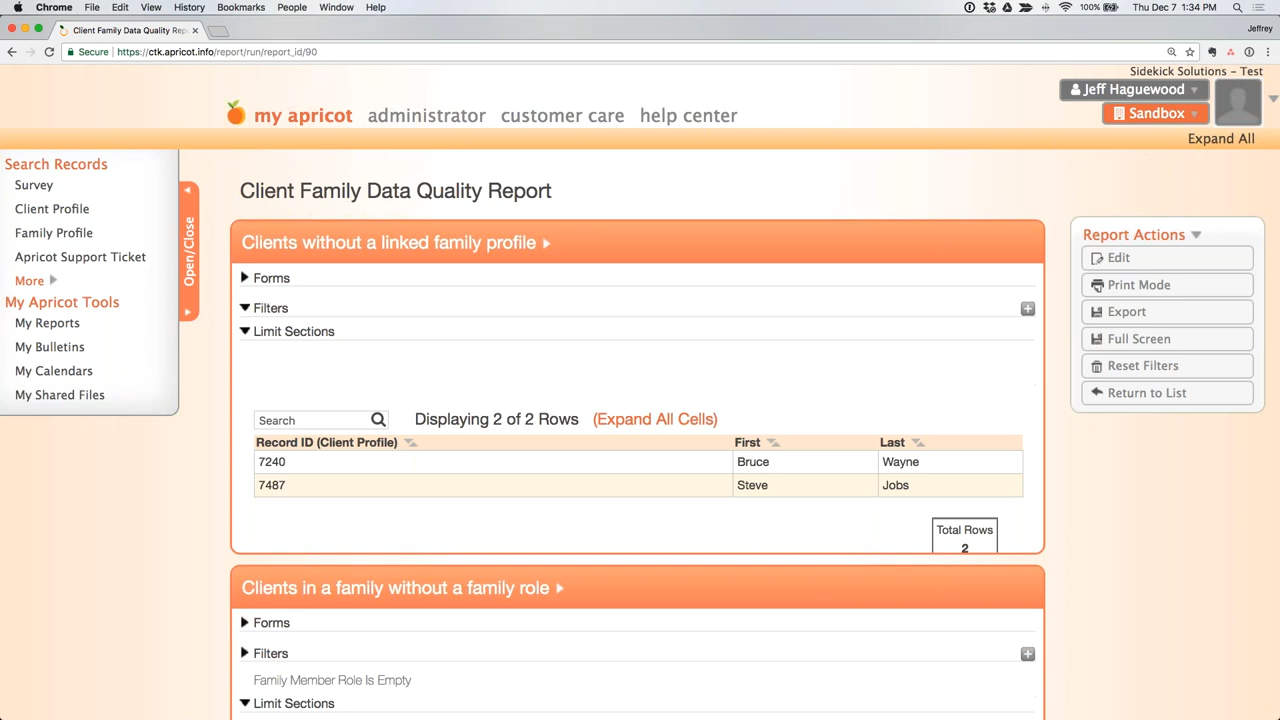 Chrome File Edit View History Bookmarks People Window Help 100% Thu Dec 7 1:34 PM
Client Family Data Quality Rep × Jeffrey
Secure https://ctk.apricot.info/report/run/report_id/90
Sidekick Solutions - Test
Jeff Haguewood
my apricot administrator customer care help center
Sandbox
Expand All
Search Records
Survey
Client Profile
Family Profile
Apricot Support Ticket
More
My Apricot Tools
My Reports
My Bulletins
My Calendars
My Shared Files
Open/Close
Client Family Data Quality Report
Clients without a linked family profile
Forms
Filters
Limit Sections
Search Displaying 2 of 2 Rows (Expand All Cells)
Record ID (Client Profile) First Last
7240 Bruce Wayne
7487 Steve Jobs
Total Rows
2
Clients in a family without a family role
Forms
Filters
Family Member Role Is Empty
Limit Sections
Report Actions
Edit
Print Mode
Export
Full Screen
Reset Filters
Return to List